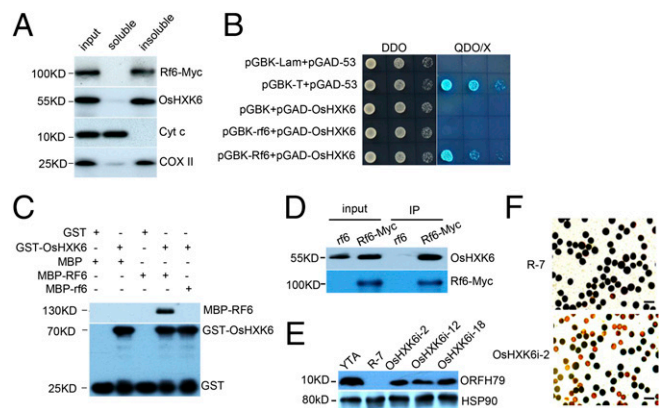 A
input soluble insoluble
100KD Rf6-Myc
55KD OsHXK6
10KD Cyt c
25KD COX II
B
DDO QDO/X
pGBK-Lam+pGAD-53
pGBK-T+pGAD-53
pGBK+pGAD-OsHXK6
pGBK-rf6+pGAD-OsHXK6
pGBK-Rf6+pGAD-OsHXK6
C
GST + - + - -
GST-OsHXK6 - + - + +
MBP + + - - -
MBP-RF6 - - + + -
MBP-rf6 - - - - +
130KD MBP-RF6
70KD GST-OsHXK6
25KD GST
D
input IP
rf6 Rf6-Myc rf6 Rf6-Myc
55KD OsHXK6
100KD Rf6-Myc
E
YTA R-7 OsHXK6i-2 OsHXK6i-12 OsHXK6i-18
10KD ORFH79
80kD HSP90
F
R-7
OsHXK6i-2